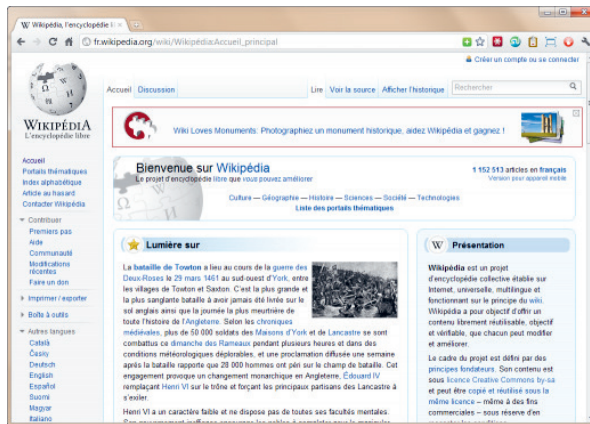 Wikipédia, l'encyclopédie li
fr.wikipedia.org/wiki/Wikipédia:Accueil_principal
Créer un compte ou se connecter
Accueil Discussion Lire Voir la source Afficher l'historique Rechercher
WIKIPÉDIA
L'encyclopédie libre
Wiki Loves Monuments: Photographiez un monument historique, aidez Wikipédia et gagnez !
Accueil
Portails thématiques
Index alphabétique
Article au hasard
Contacter Wikipédia
Contribuer
Premiers pas
Aide
Communauté
Modifications
récentes
Faire un don
Imprimer / exporter
Boîte à outils
Autres langues
Català
Česky
Deutsch
English
Español
Suomi
Magyar
Italiano
Bienvenue sur Wikipédia
Le projet d'encyclopédie libre que vous pouvez améliorer
1 152 513 articles en français
Version pour appareil mobile
Culture — Géographie — Histoire — Sciences — Société — Technologies
Liste des portails thématiques
Lumière sur
La bataille de Towton a lieu au cours de la guerre des
Deux-Roses le 29 mars 1461 au sud-ouest d'York, entre
les villages de Towton et Saxton. C'est la plus grande et
la plus sanglante bataille à avoir jamais été livrée sur le
sol anglais ainsi que la journée la plus meurtrière de
toute l'histoire de l'Angleterre. Selon les chroniques
médiévales, plus de 50 000 soldats des Maisons d'York et de Lancastre se sont
combattus ce dimanche des Rameaux pendant plusieurs heures et dans des
conditions météorologiques déplorables, et une proclamation diffusée une semaine
après la bataille rapporte que 28 000 hommes ont péri sur le champ de bataille. Cet
engagement provoque un changement monarchique en Angleterre, Édouard IV
remplaçant Henri VI sur le trône et forçant les principaux partisans des Lancastre à
s'exiler.
Henri VI a un caractère faible et ne dispose pas de toutes ses facultés mentales.
Présentation
Wikipédia est un projet
d'encyclopédie collective établie sur
Internet, universelle, multilingue et
fonctionnant sur le principe du wiki.
Wikipédia a pour objectif d'offrir un
contenu librement réutilisable, objectif
et vérifiable, que chacun peut modifier
et améliorer.
Le cadre du projet est défini par des
principes fondateurs. Son contenu est
sous licence Creative Commons by-sa
et peut être copié et réutilisé sous la
même licence – même à des fins
commerciales – sous réserve d'en